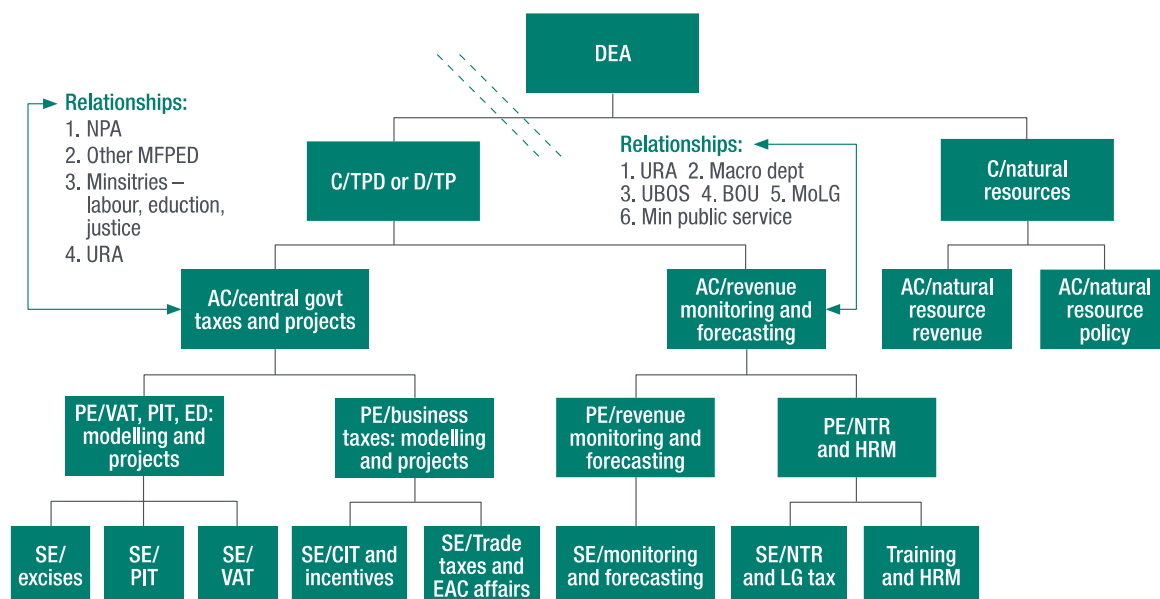 DEA
Relationships:
1. NPA
2. Other MFPED
3. Minsitries –
labour, eduction,
justice
4. URA
C/TPD or D/TP
Relationships:
1. URA 2. Macro dept
3. UBOS 4. BOU 5. MoLG
6. Min public service
C/natural
resources
AC/central govt
taxes and projects
AC/revenue
monitoring and
forecasting
AC/natural
resource
revenue
AC/natural
resource
policy
PE/VAT, PIT, ED:
modelling and
projects
PE/business
taxes: modelling
and projects
PE/revenue
monitoring and
forecasting
PE/NTR
and HRM
SE/
excises
SE/
PIT
SE/
VAT
SE/CIT and
incentives
SE/Trade
taxes and
EAC affairs
SE/monitoring
and forecasting
SE/NTR
and LG tax
Training
and HRM